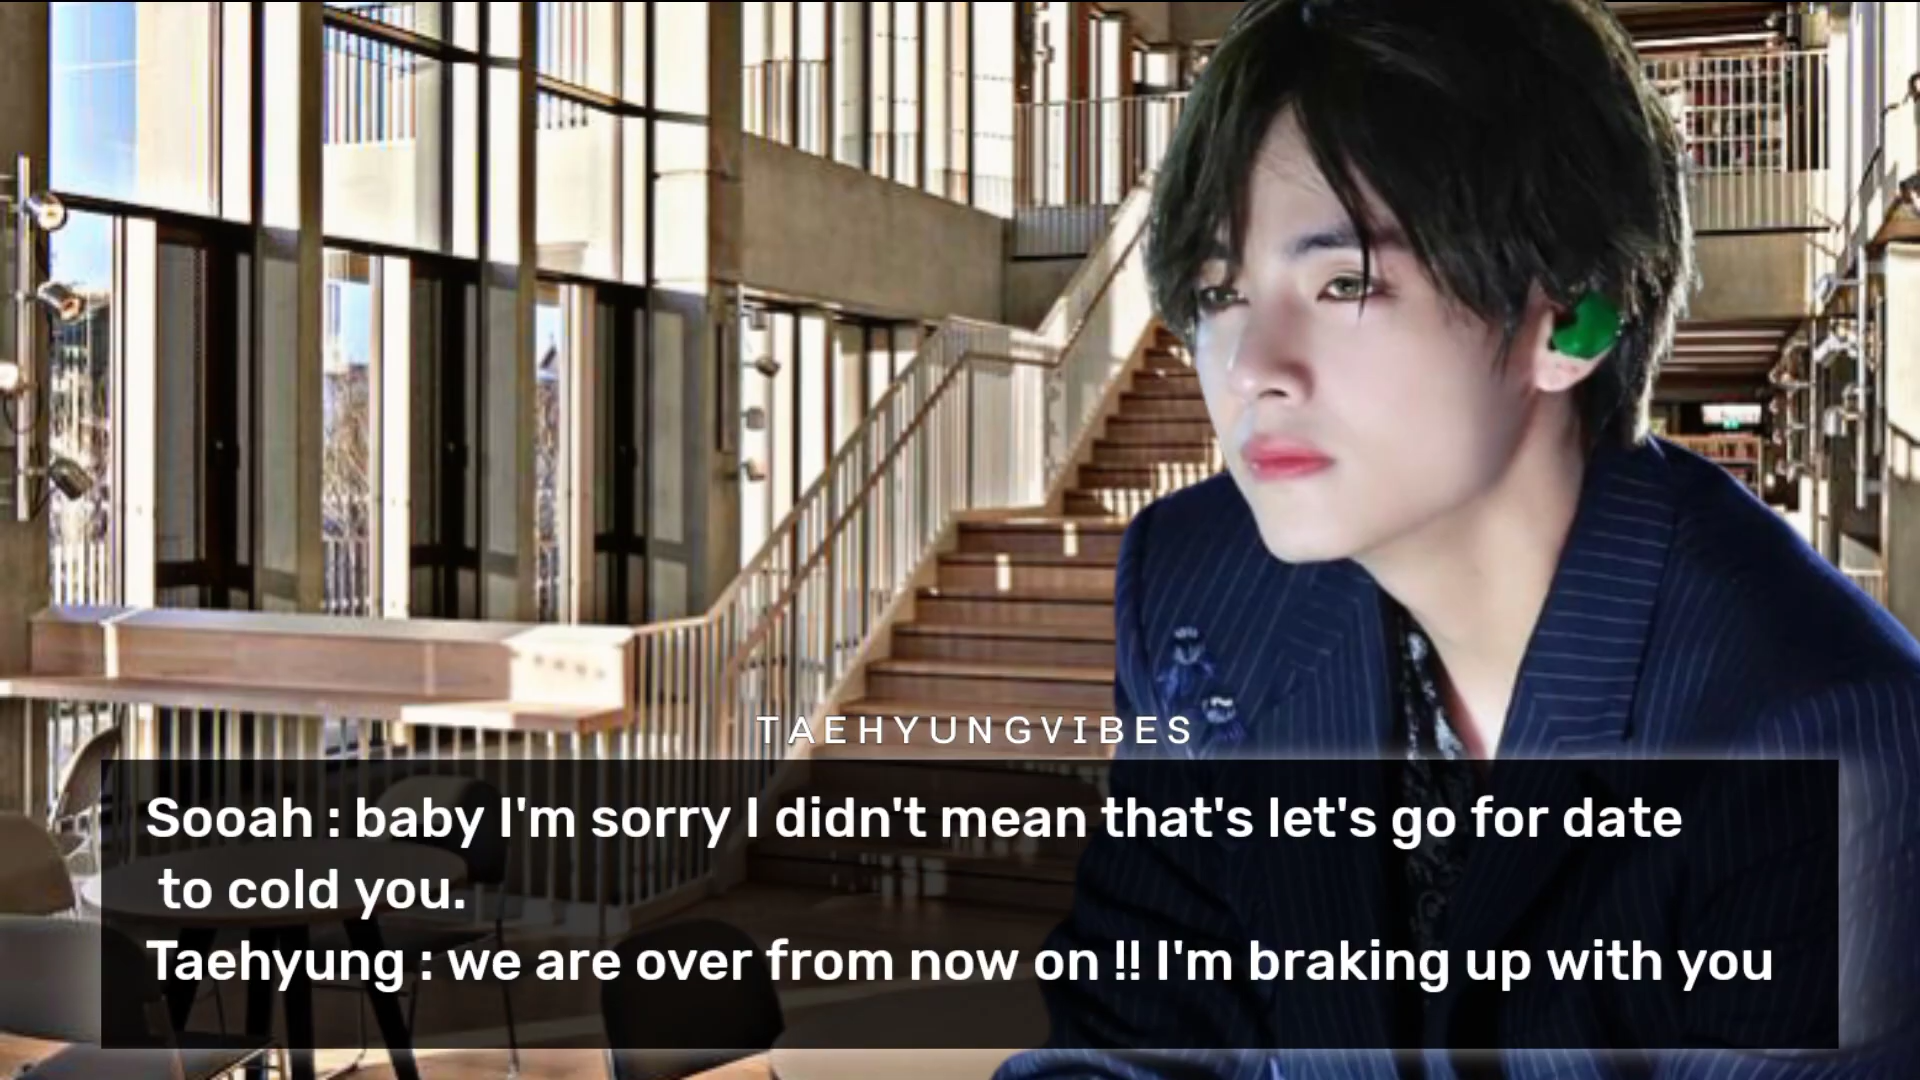 TAEHYUNGVIBES
Sooah : baby I'm sorry I didn't mean that's let's go for date
to cold you.
Taehyung : we are over from now on !! I'm braking up with you